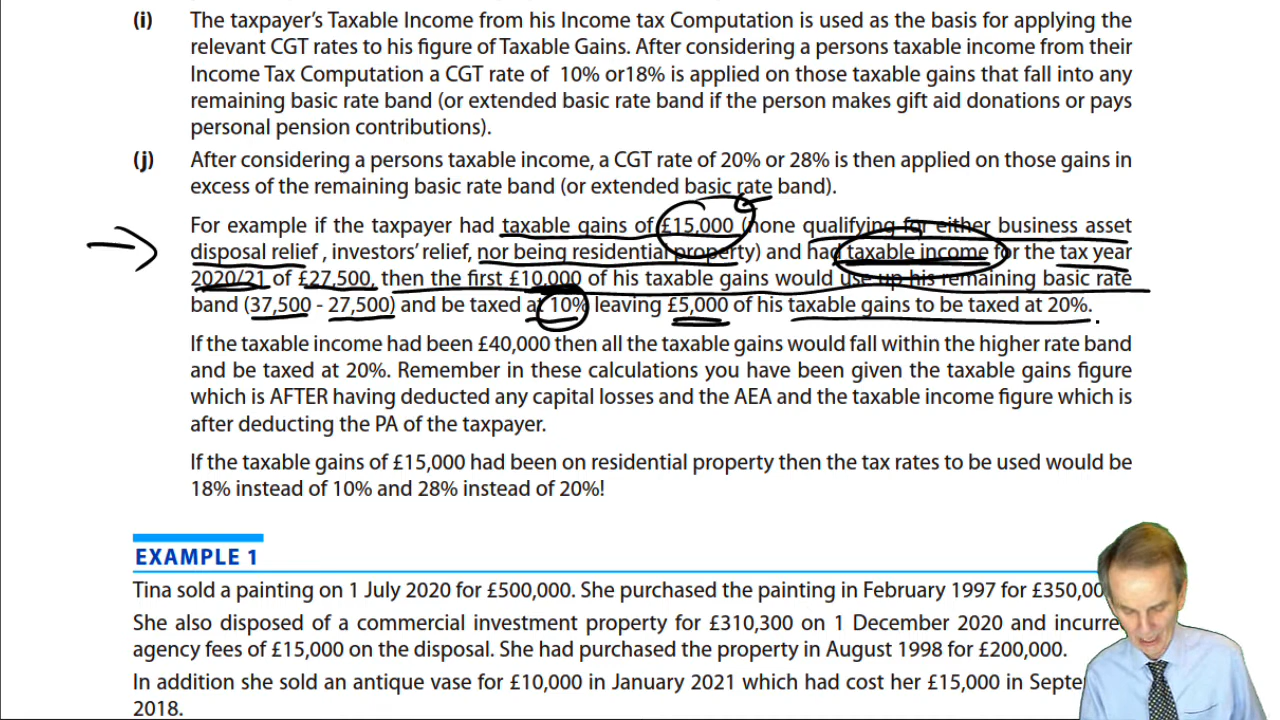 (i) The taxpayer's Taxable Income from his Income tax Computation is used as the basis for applying the
relevant CGT rates to his figure of Taxable Gains. After considering a persons taxable income from their
Income Tax Computation a CGT rate of 10% or18% is applied on those taxable gains that fall into any
remaining basic rate band (or extended basic rate band if the person makes gift aid donations or pays
personal pension contributions).
(j) After considering a persons taxable income, a CGT rate of 20% or 28% is then applied on those gains in
excess of the remaining basic rate band (or extended basic rate band).
For example if the taxpayer had taxable gains of £15,000 (none qualifying for either business asset
disposal relief , investors' relief, nor being residential property) and had taxable income for the tax year
2020/21 of £27,500, then the first £10,000 of his taxable gains would use up his remaining basic rate
band (37,500 - 27,500) and be taxed at 10% leaving £5,000 of his taxable gains to be taxed at 20%.
If the taxable income had been £40,000 then all the taxable gains would fall within the higher rate band
and be taxed at 20%. Remember in these calculations you have been given the taxable gains figure
which is AFTER having deducted any capital losses and the AEA and the taxable income figure which is
after deducting the PA of the taxpayer.
If the taxable gains of £15,000 had been on residential property then the tax rates to be used would be
18% instead of 10% and 28% instead of 20%!
EXAMPLE 1
Tina sold a painting on 1 July 2020 for £500,000. She purchased the painting in February 1997 for
She also disposed of a commercial investment property for £310,300 on 1 December 2020 and
agency fees of £15,000 on the disposal. She had purchased the property in August 1998 for £200,000.
In addition she sold an antique vase for £10,000 in January 2021 which had cost her £15,000 in
2018.